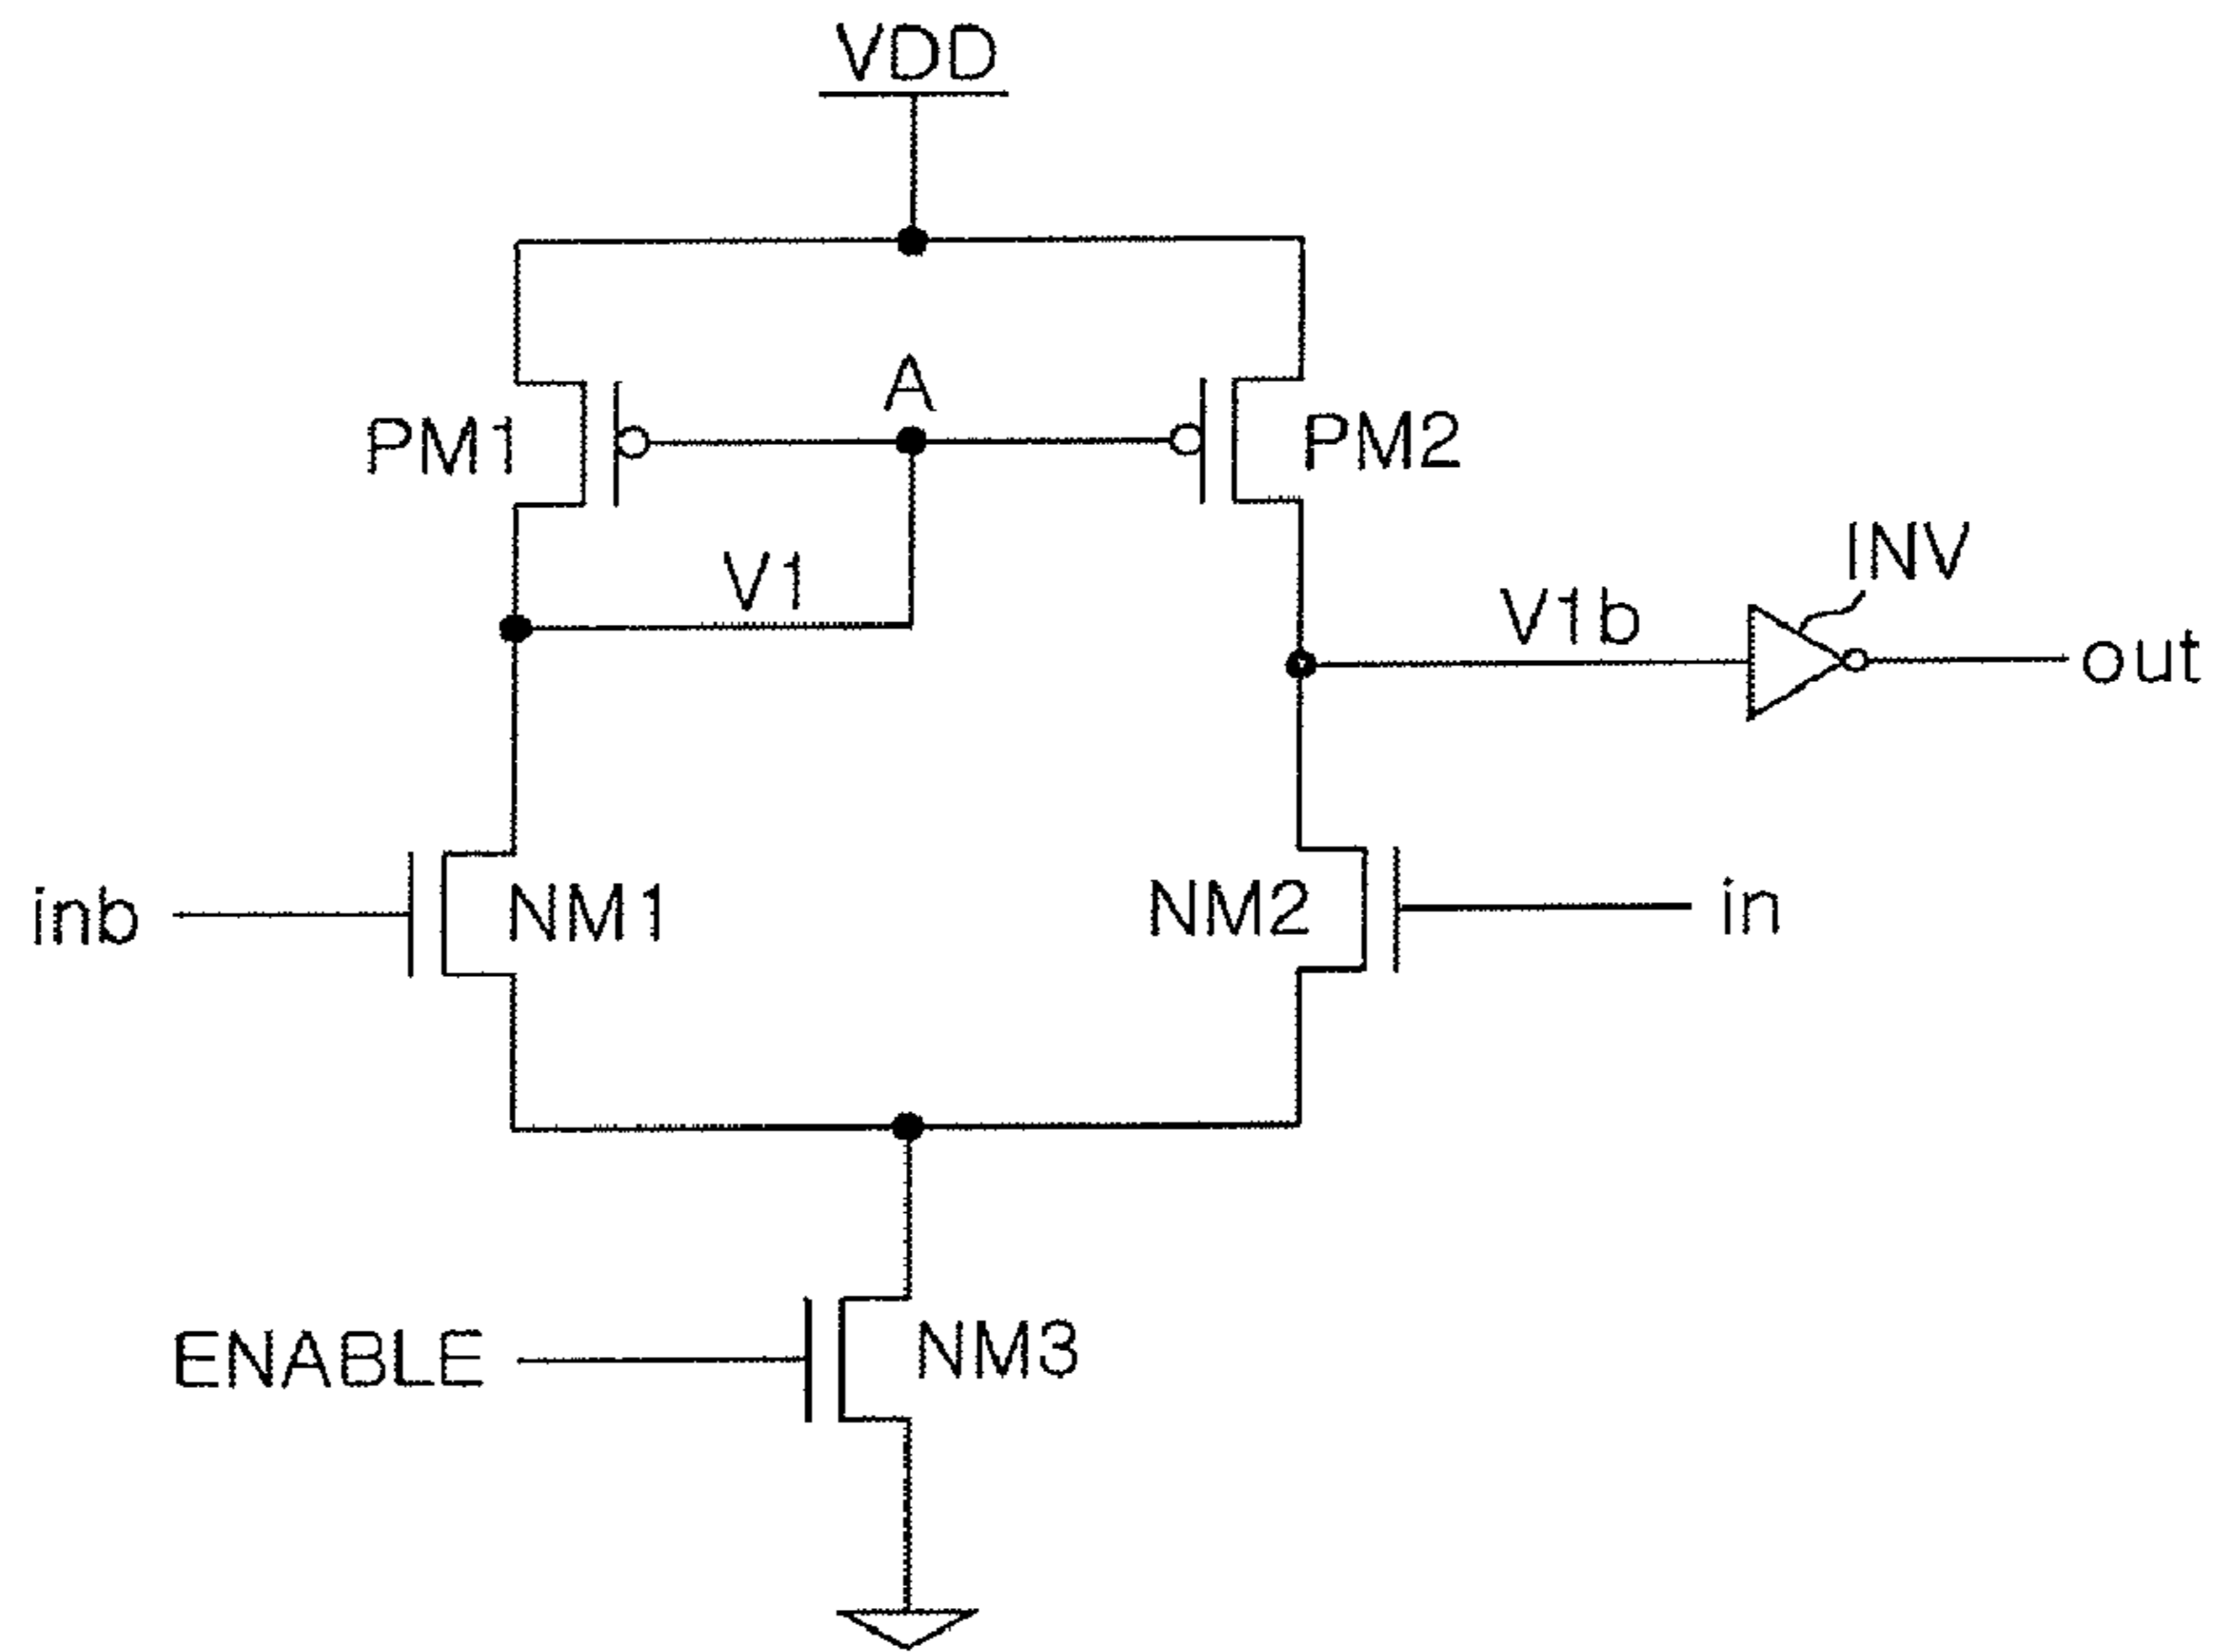 VDD
A
PM1
PM2
V1
INV
V1b
out
inb
NM1
NM2
in
ENABLE
NM3